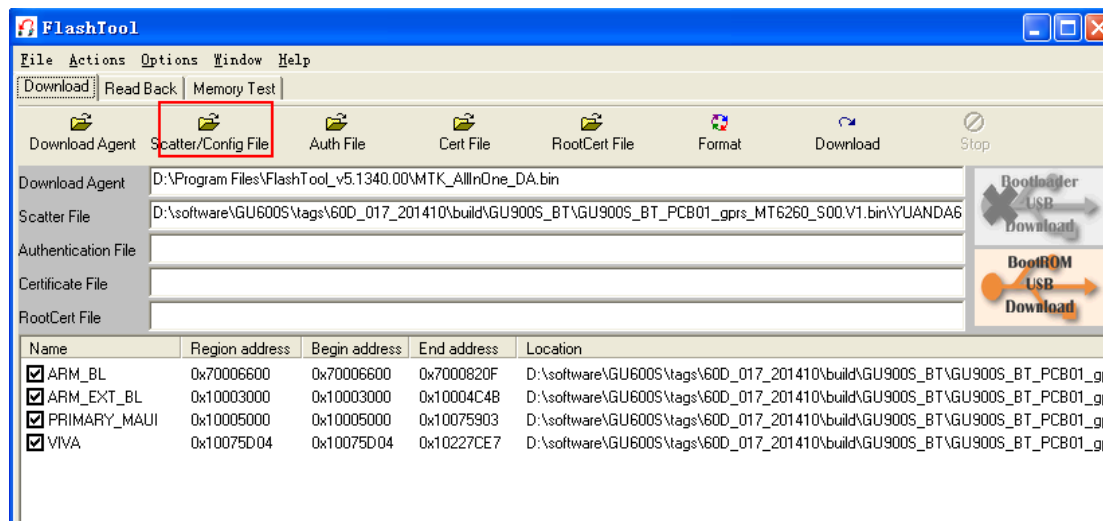 FlashTool
File Actions Options Window Help
Download Read Back Memory Test
Download Agent Scatter/Config File Auth File Cert File RootCert File Format Download Stop
Download Agent D:\Program Files\FlashTool_v5.1340.00\MTK_AllInOne_DA.bin
Scatter File D:\software\GU600S\tags\60D_017_201410\build\GU900S_BT\GU900S_BT_PCB01_gprs_MT6260_S00.V1.bin\YUANDA6
Authentication File
Certificate File
RootCert File
Bootloader
USB
Download
BootROM
USB
Download
Name Region address Begin address End address Location
ARM_BL 0x70006600 0x70006600 0x7000820F D:\software\GU600S\tags\60D_017_201410\build\GU900S_BT\GU900S_BT_PCB01_gp
ARM_EXT_BL 0x10003000 0x10003000 0x10004C4B D:\software\GU600S\tags\60D_017_201410\build\GU900S_BT\GU900S_BT_PCB01_gp
PRIMARY_MAUI 0x10005000 0x10005000 0x10075903 D:\software\GU600S\tags\60D_017_201410\build\GU900S_BT\GU900S_BT_PCB01_gp
VIVA 0x10075D04 0x10075D04 0x10227CE7 D:\software\GU600S\tags\60D_017_201410\build\GU900S_BT\GU900S_BT_PCB01_gp